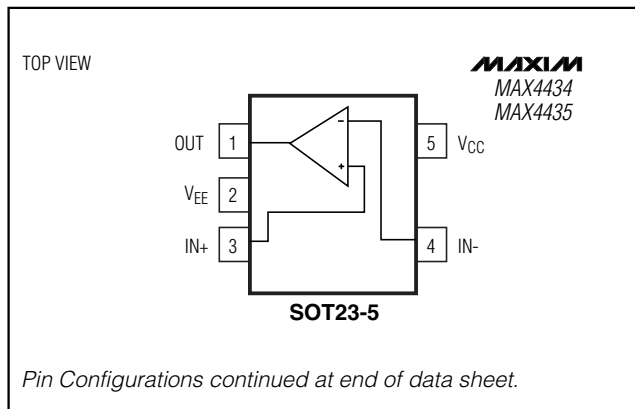 TOP VIEW
MAXIM
MAX4434
MAX4435
OUT 1
5 VCC
VEE 2
IN+ 3
4 IN-
-
+
SOT23-5
Pin Configurations continued at end of data sheet.